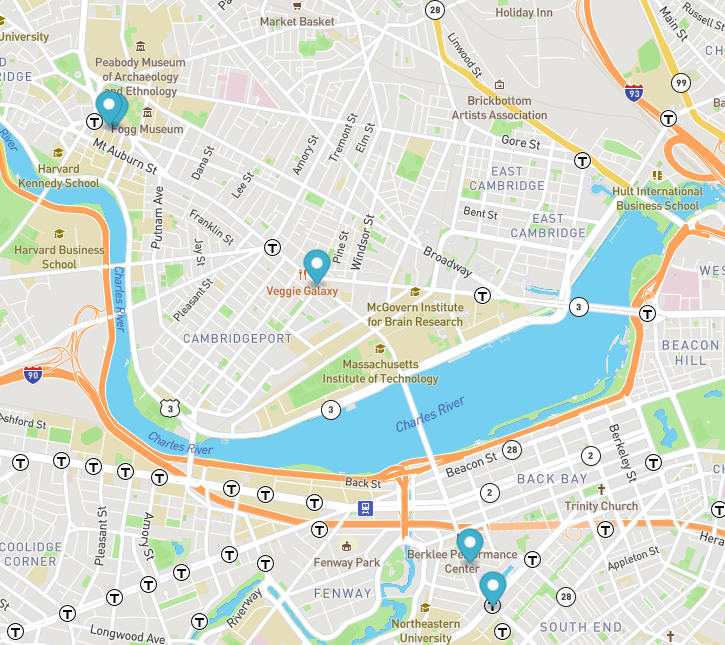 28
Holiday Inn
Main St
Russell St
Market Basket
University
Linwood St
Peabody Museum
of Archaeology
and Ethnology
93
99
Brickbottom
Artists Association
T
T
Fogg Museum
Gore St
T
Mt Auburn St
Dana St
Amory St
Tremont St
Elm St
River
Harvard
Kennedy School
Lee St
EAST
CAMBRIDGE
Hult International
Business School
Putnam Ave
Franklin St
Bent St
EAST
CAMBRIDGE
Harvard Business
School
Jay St
T
Pine St
Windsor St
Broadway
Charles River
Pleasant St
Veggie Galaxy
T
McGovern Institute
for Brain Research
3
T
CAMBRIDGEPORT
BEACON
HILL
Massachusetts
Institute of Technology
90
3
3
Charles River
Ashford St
Charles River
28
Beacon St
2
Berkeley St
T
T
T
T
T
T
T
T
T
Back St
2
BACK BAY
Trinity Church
T
T
T
Pleasant St
Amory St
COOLIDGE
CORNER
T
T
Fenway Park
Berklee Performance
Center
T
Appleton St
T
T
T
T
T
T
Riverway
FENWAY
T
28
Northeastern
University
T
SOUTH END
Longwood Ave